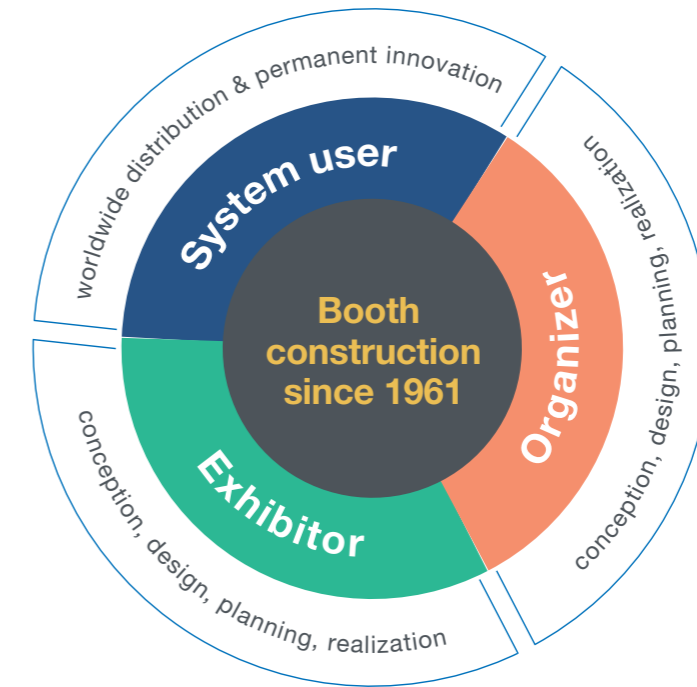 worldwide distribution & permanent innovation
System user
conception, design, planning, realization
Organizer
Booth
construction
since 1961
Exhibitor
conception, design, planning, realization